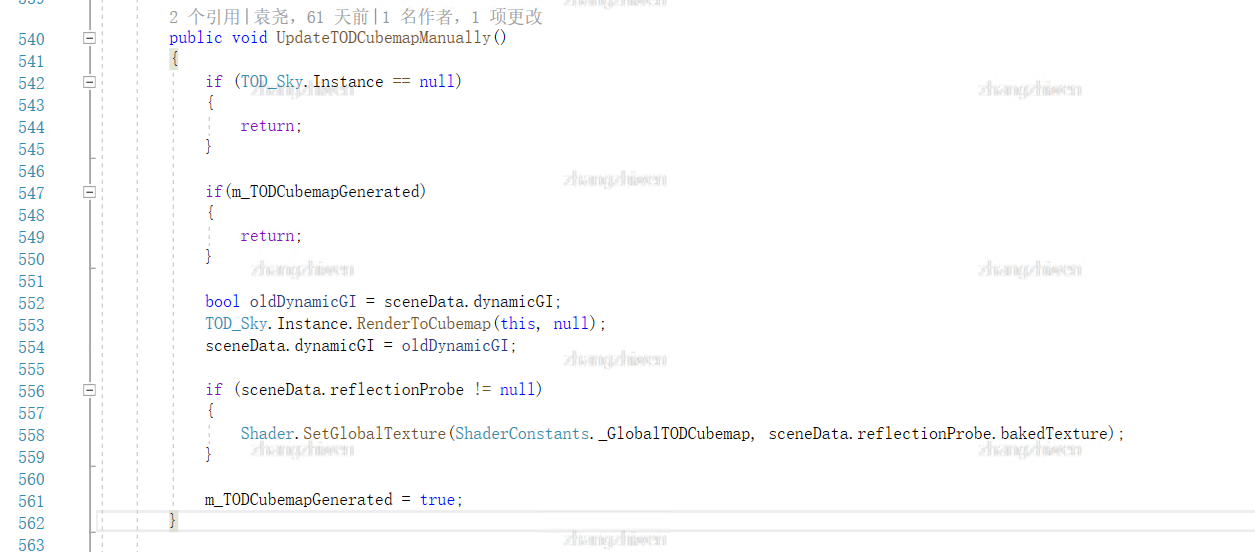 2 个引用|袁尧，61 天前|1 名作者，1 项更改
540 public void UpdateTODCubemapManually()
541 {
542 if (TOD_Sky.Instance == null)
543 {
544 return;
545 }
546
547 if(m_TODCubemapGenerated)
548 {
549 return;
550 }
551
552 bool oldDynamicGI = sceneData.dynamicGI;
553 TOD_Sky.Instance.RenderToCubemap(this, null);
554 sceneData.dynamicGI = oldDynamicGI;
555
556 if (sceneData.reflectionProbe != null)
557 {
558 Shader.SetGlobalTexture(ShaderConstants._GlobalTODCubemap, sceneData.reflectionProbe.bakedTexture);
559 }
560
561 m_TODCubemapGenerated = true;
562 }
563